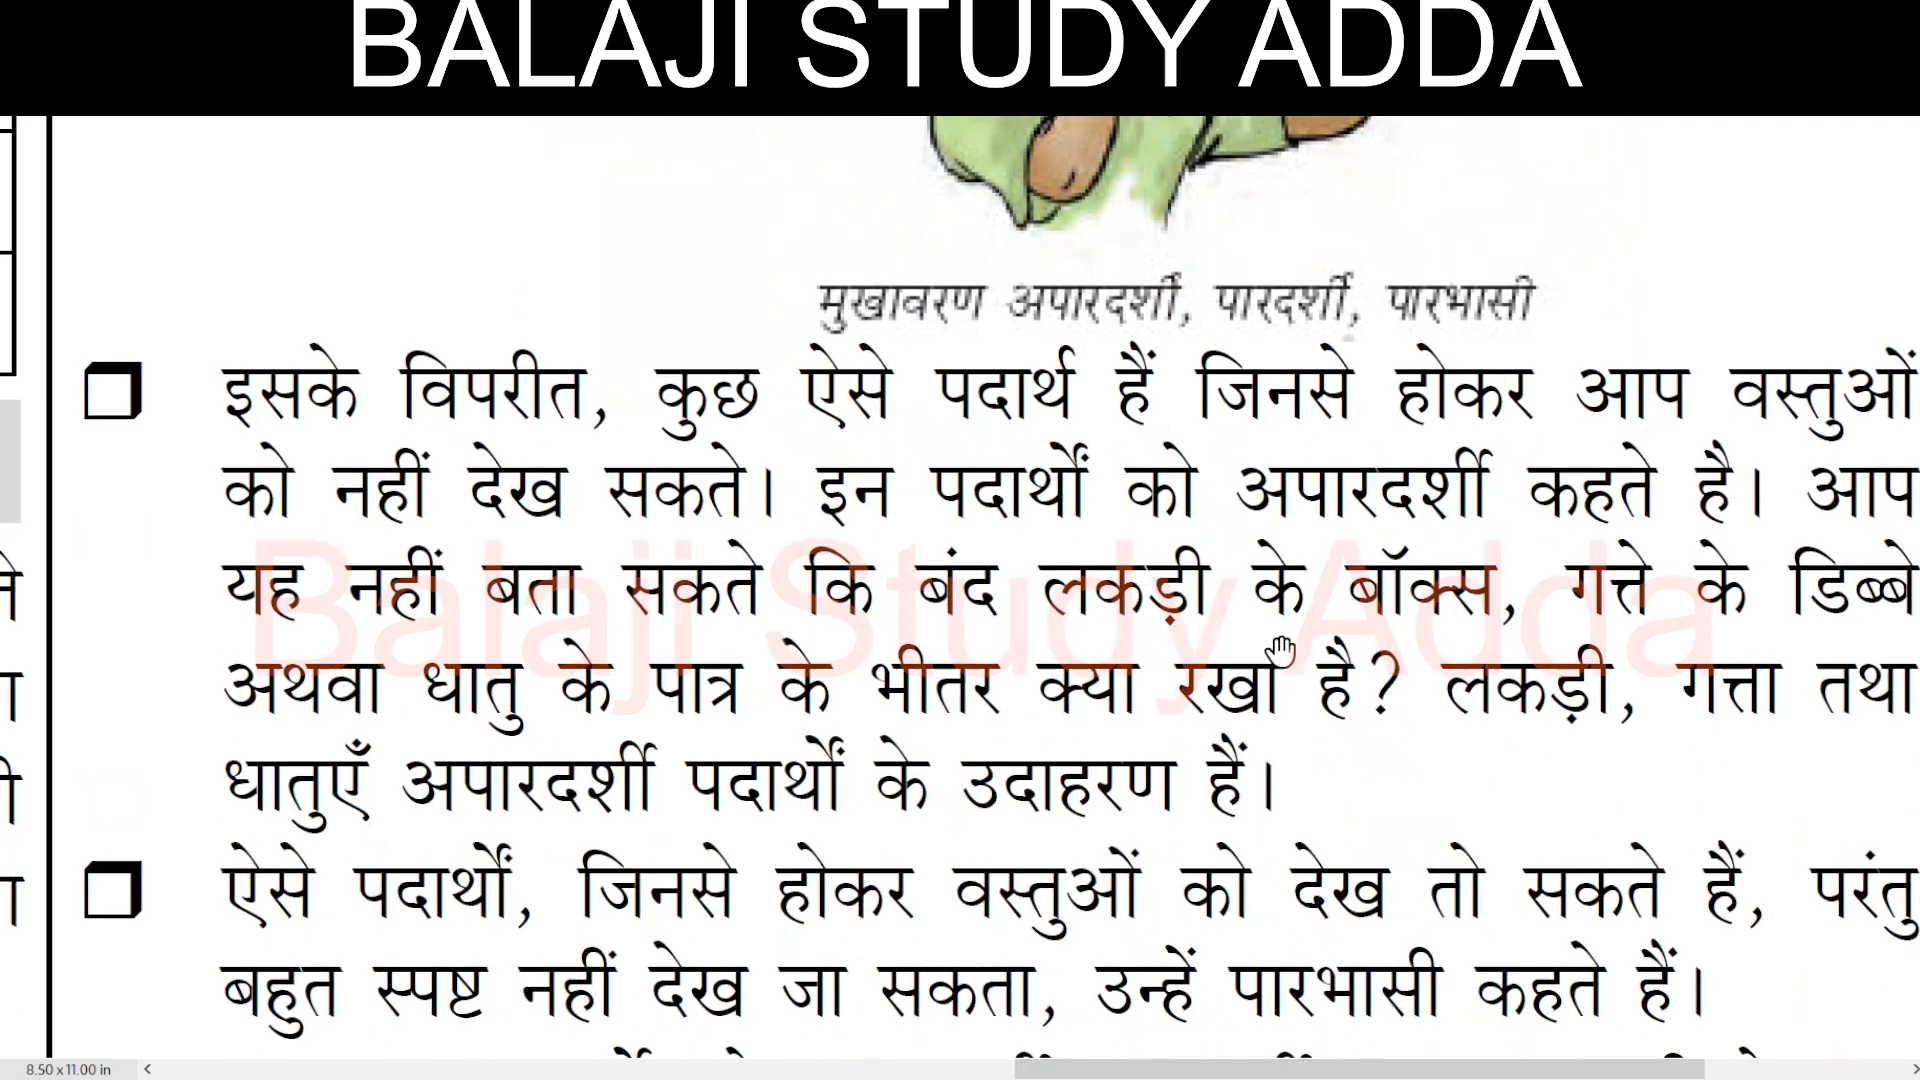 BALAJI STUDY ADDA
मुखावरण अपारदर्शी, पारदर्शी, पारभासी
❒ इसके विपरीत, कुछ ऐसे पदार्थ हैं जिनसे होकर आप वस्तुओं
को नहीं देख सकते। इन पदार्थों को अपारदर्शी कहते है। आप
यह नहीं बता सकते कि बंद लकड़ी के बॉक्स, गत्ते के डिब्बे
Balaji Study Adda
अथवा धातु के पात्र के भीतर क्या रखा है? लकड़ी, गत्ता तथा
धातुएँ अपारदर्शी पदार्थों के उदाहरण हैं।
❒ ऐसे पदार्थों, जिनसे होकर वस्तुओं को देख तो सकते हैं, परंतु
बहुत स्पष्ट नहीं देख जा सकता, उन्हें पारभासी कहते हैं।
8.50 x 11.00 in